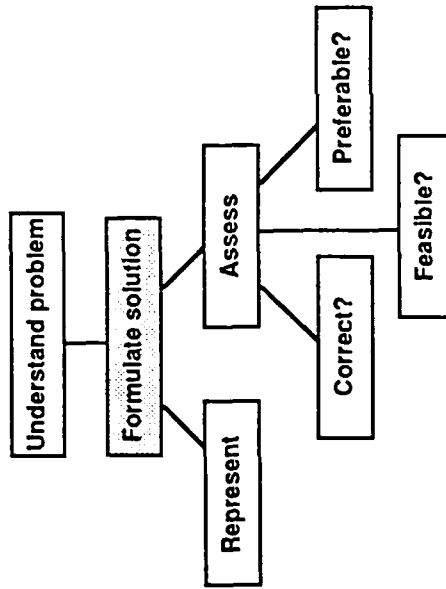 Understand problem
Formulate solution
Represent
Assess
Correct?
Feasible?
Preferable?